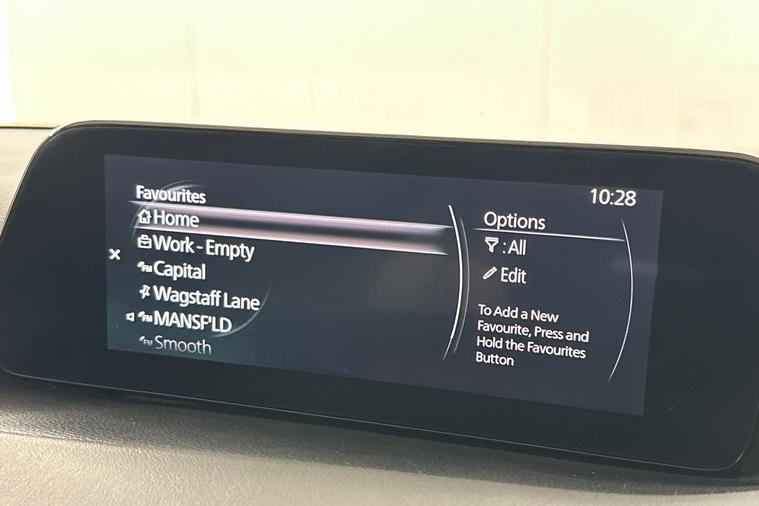 Favourites
10:28
Home
Options
Work - Empty
:All
Capital
Edit
Wagstaff Lane
MANSF'LD
Smooth
To Add a New
Favourite, Press and
Hold the Favourites
Button